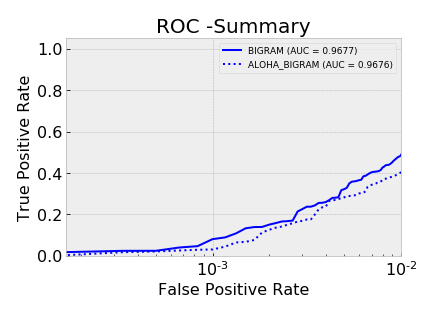 ROC -Summary
BIGRAM (AUC = 0.9677)
ALOHA_BIGRAM (AUC = 0.9676)
True Positive Rate
1.0
0.8
0.6
0.4
0.2
0.0
10^-3
10^-2
False Positive Rate